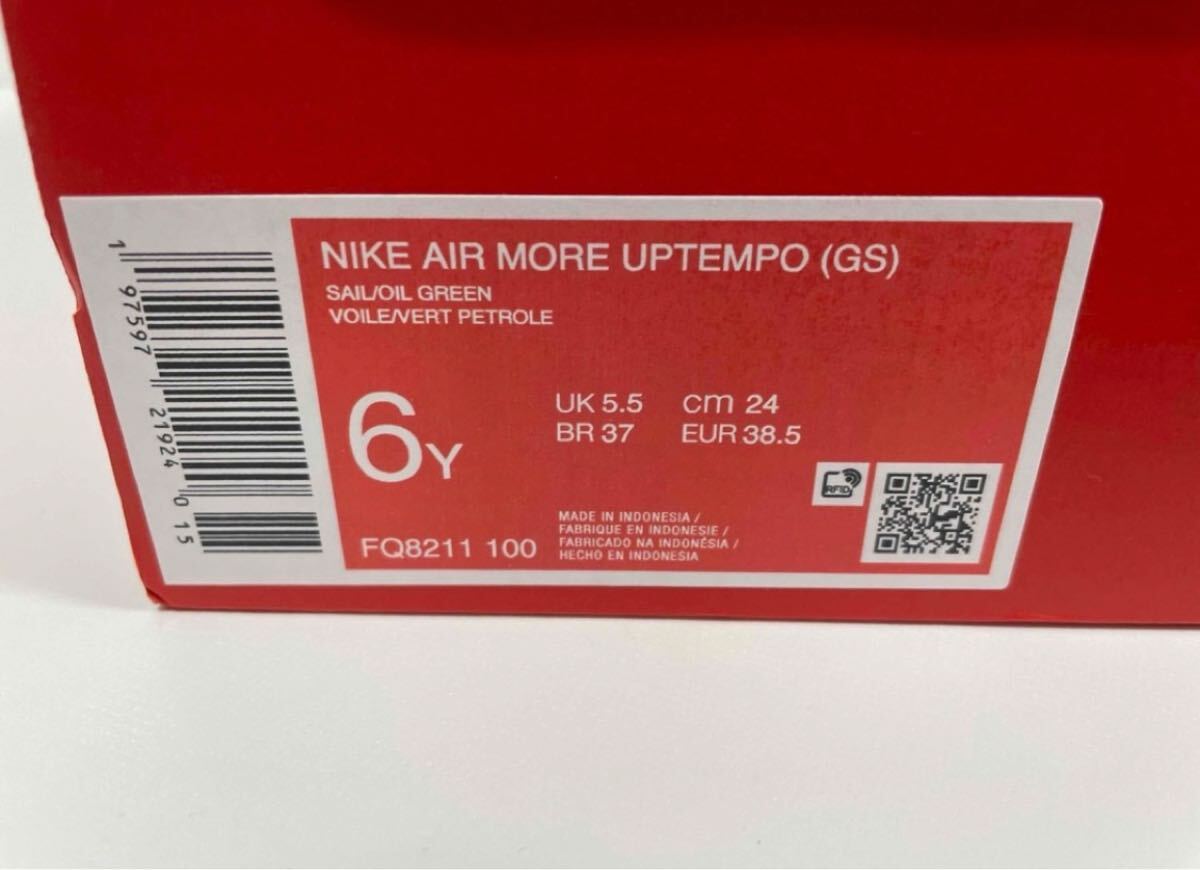 NIKE AIR MORE UPTEMPO (GS)
SAIL/OIL GREEN
VOILE/VERT PETROLE
6Y
UK 5.5 cm 24
BR 37 EUR 38.5
FQ8211 100
MADE IN INDONESIA /
FABRIQUE EN INDONESIE /
FABRICADO NA INDONÉSIA /
HECHO EN INDONESIA
RFID
1 97597 21924 0 15